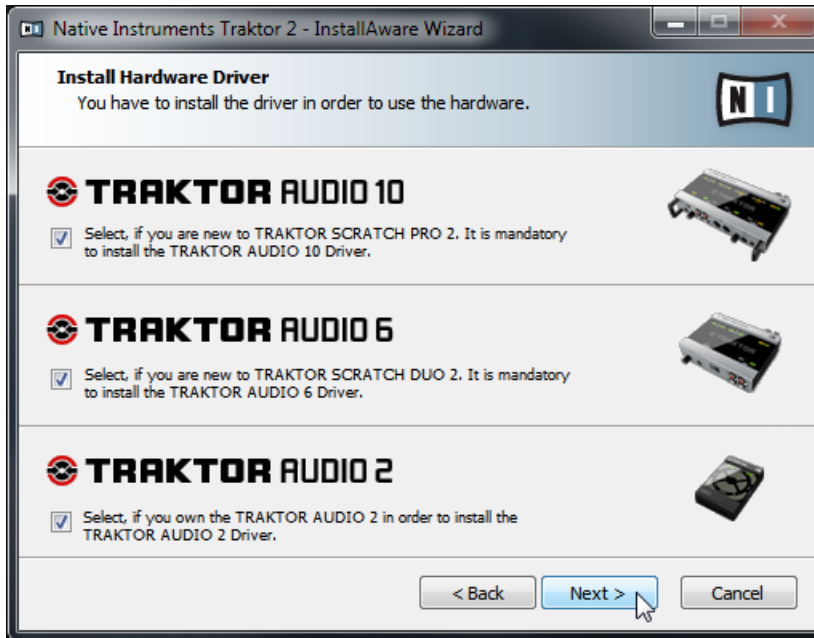 Native Instruments Traktor 2 - InstallAware Wizard
Install Hardware Driver
You have to install the driver in order to use the hardware.
N I
TRAKTOR AUDIO 10
Select, if you are new to TRAKTOR SCRATCH PRO 2. It is mandatory
to install the TRAKTOR AUDIO 10 Driver.
TRAKTOR AUDIO 6
Select, if you are new to TRAKTOR SCRATCH DUO 2. It is mandatory
to install the TRAKTOR AUDIO 6 Driver.
TRAKTOR AUDIO 2
Select, if you own the TRAKTOR AUDIO 2 in order to install the
TRAKTOR AUDIO 2 Driver.
< Back Next > Cancel